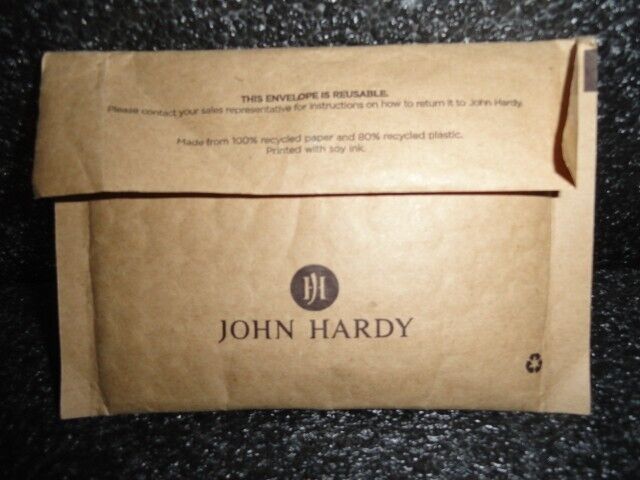 THIS ENVELOPE IS REUSABLE.
Please contact your sales representative for instructions on how to return it to John Hardy.
Made from 100% recycled paper and 80% recycled plastic.
Printed with soy ink.
JH
JOHN HARDY